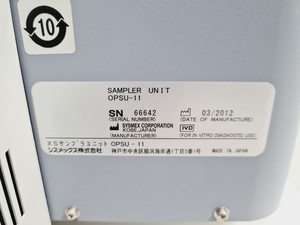 10
SAMPLER UNIT
OPSU-11
SN 66642 03/2012
(SERIAL NUMBER) (DATE OF MANUFACTURE)
SYSMEX CORPORATION IVD
KOBE, JAPAN
(MANUFACTURER) (FOR IN VITRO DIAGNOSTIC USE)
XSサンプラユニット OPSU-11
シスメックス株式会社 神戸市中央区脇浜海岸通1丁目5番1号 MADE IN JAPAN